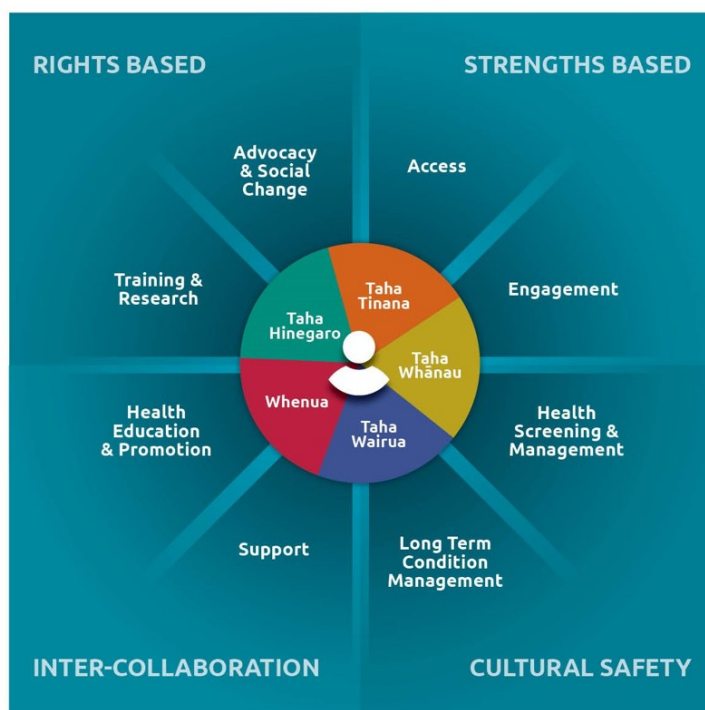 RIGHTS BASED
STRENGTHS BASED
Advocacy
& Social
Change
Access
Training &
Research
Engagement
Taha
Tinana
Taha
Hinegaro
Taha
Whānau
Whenua
Taha
Wairua
Health
Education
& Promotion
Health
Screening &
Management
Support
Long Term
Condition
Management
INTER-COLLABORATION
CULTURAL SAFETY